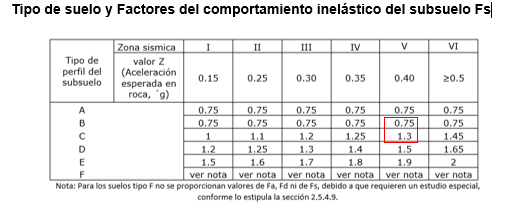 Tipo de suelo y Factores del comportamiento inelástico del subsuelo Fs
Tipo de perfil del subsuelo Zona sismica I II III IV V VI
valor Z (Aceleración esperada en roca, ´g) 0.15 0.25 0.30 0.35 0.40 ≥0.5
A 0.75 0.75 0.75 0.75 0.75 0.75
B 0.75 0.75 0.75 0.75 0.75 0.75
C 1 1.1 1.2 1.25 1.3 1.45
D 1.2 1.25 1.3 1.4 1.5 1.65
E 1.5 1.6 1.7 1.8 1.9 2
F ver nota ver nota ver nota ver nota ver nota ver nota
Nota: Para los suelos tipo F no se proporcionan valores de Fa, Fd ni de Fs, debido a que requieren un estudio especial,
conforme lo estipula la sección 2.5.4.9.